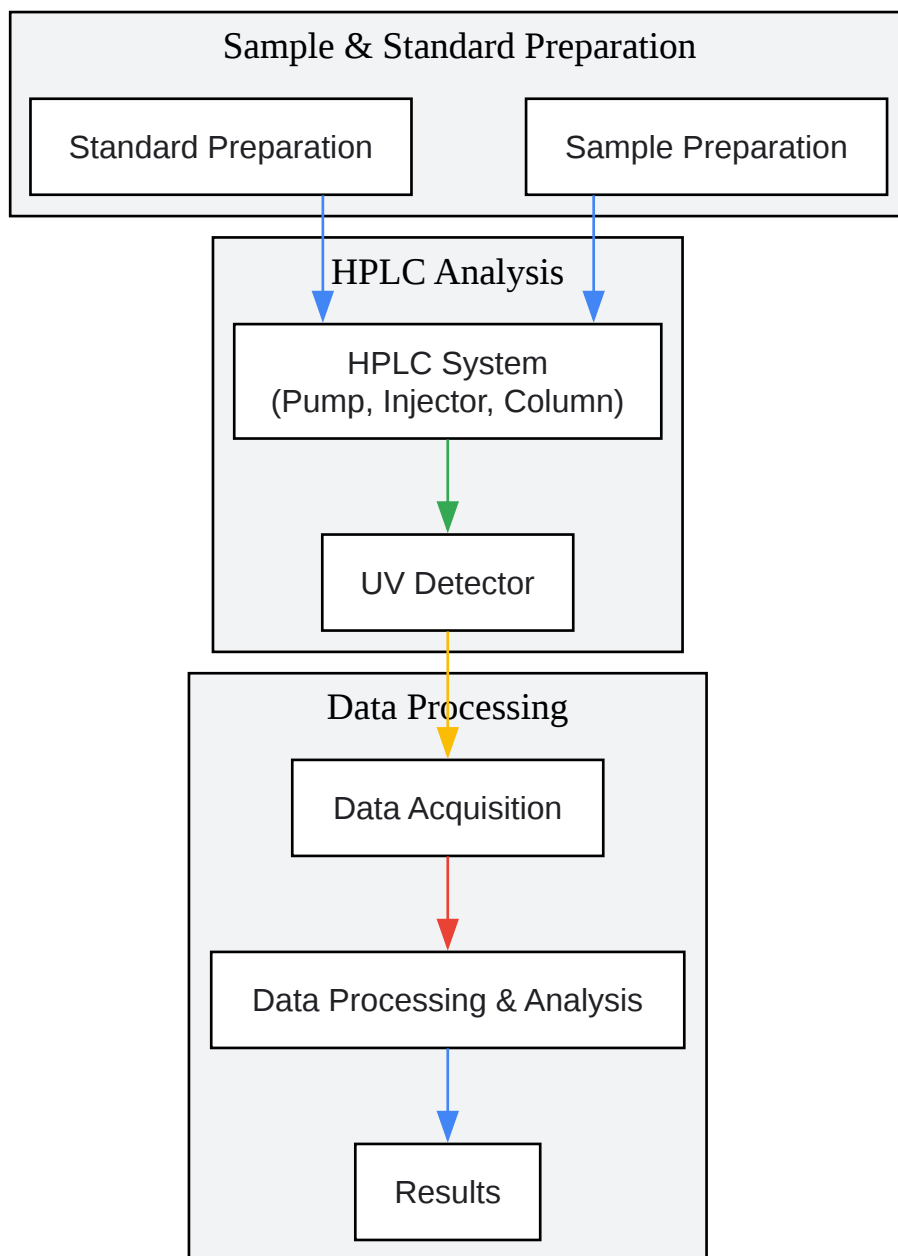 Sample & Standard Preparation
Standard Preparation
Sample Preparation
HPLC Analysis
HPLC System
(Pump, Injector, Column)
UV Detector
Data Processing
Data Acquisition
Data Processing & Analysis
Results